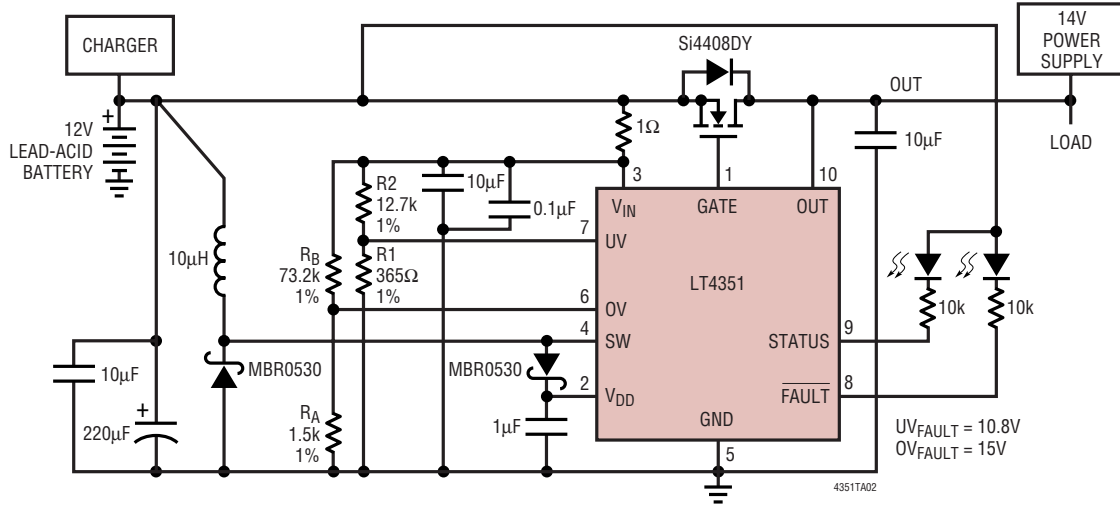 CHARGER
14V
POWER
SUPPLY
Si4408DY
OUT
+
12V
LEAD-ACID
BATTERY
1Ω
10µF
LOAD
R2
12.7k
1%
10µF
0.1µF
3
1
10
VIN
GATE
OUT
7
UV
10µH
RB
73.2k
1%
R1
365Ω
1%
LT4351
6
OV
10k
10k
4
SW
9
STATUS
10µF
MBR0530
MBR0530
2
VDD
8
FAULT
+
220µF
RA
1.5k
1%
1µF
GND
5
UVFAULT = 10.8V
OVFAULT = 15V
4351TA02